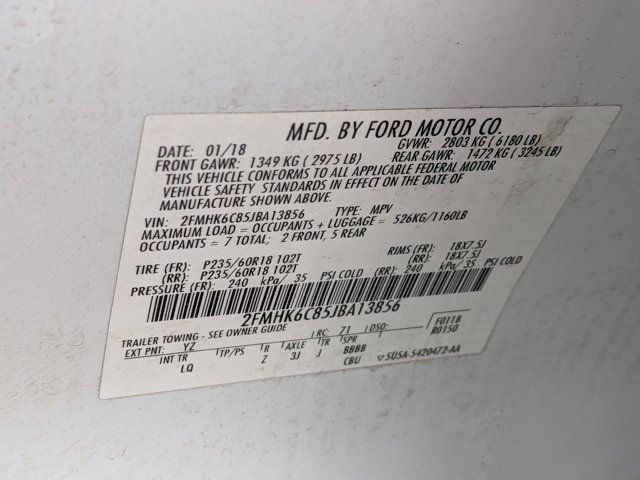 MFD. BY FORD MOTOR CO.
DATE: 01/18 GVWR: 2803 KG ( 6180 LB)
FRONT GAWR: 1349 KG ( 2975 LB) REAR GAWR: 1472 KG ( 3245 LB)
THIS VEHICLE CONFORMS TO ALL APPLICABLE FEDERAL MOTOR
VEHICLE SAFETY STANDARDS IN EFFECT ON THE DATE OF
MANUFACTURE SHOWN ABOVE.
VIN: 2FMHK6C85JBA13856 TYPE: MPV
MAXIMUM LOAD = OCCUPANTS + LUGGAGE = 526KG/1160LB
OCCUPANTS = 7 TOTAL; 2 FRONT, 5 REAR
TIRE (FR): P235/60R18 102T RIMS (FR): 18X7.5J
(RR): P235/60R18 102T (RR): 18X7.5J
PRESSURE (FR): 240 kPa/ 35 PSI COLD (RR): 240 kPa/ 35 PSI COLD
2FMHK6C85JBA13856
TRAILER TOWING - SEE OWNER GUIDE
EXT PNT: YZ RC: 71 DSO: F0118
INT TR TP/PS R AXLE TR SPR R0150
LQ Z 3J J BBBB
CBU 5U5A-5420472-AA